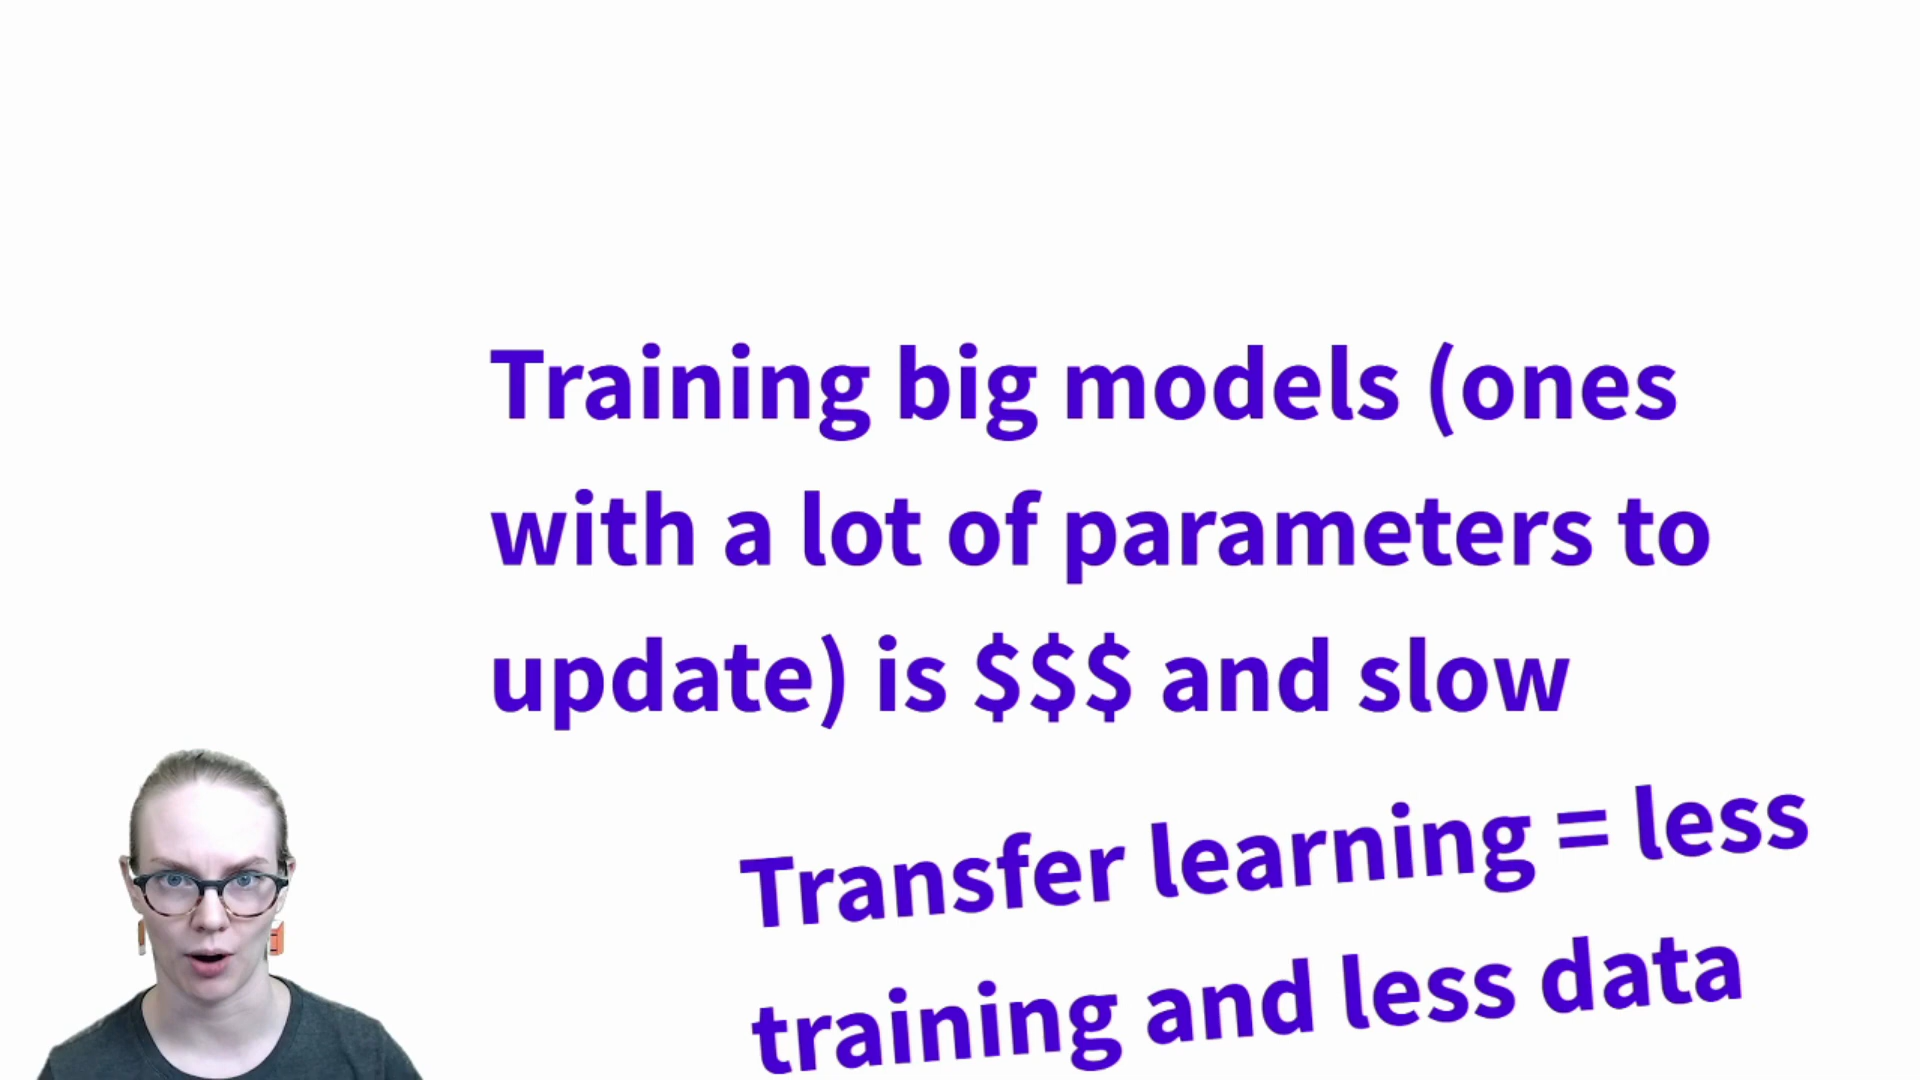 Training big models (ones
with a lot of parameters to
update) is $$$ and slow
Transfer learning = less
training and less data